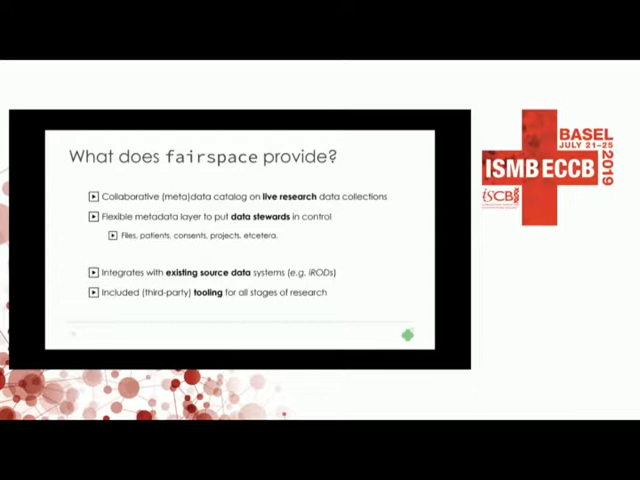 What does fairspace provide?
Collaborative (meta)data catalog on live research data collections
Flexible metadata layer to put data stewards in control
Files, patients, consents, projects, etcetera.
Integrates with existing source data systems (e.g. iRODs)
Included (third-party) tooling for all stages of research
BASEL
JULY 21-25
2019
ISMB ECCB
ISCB